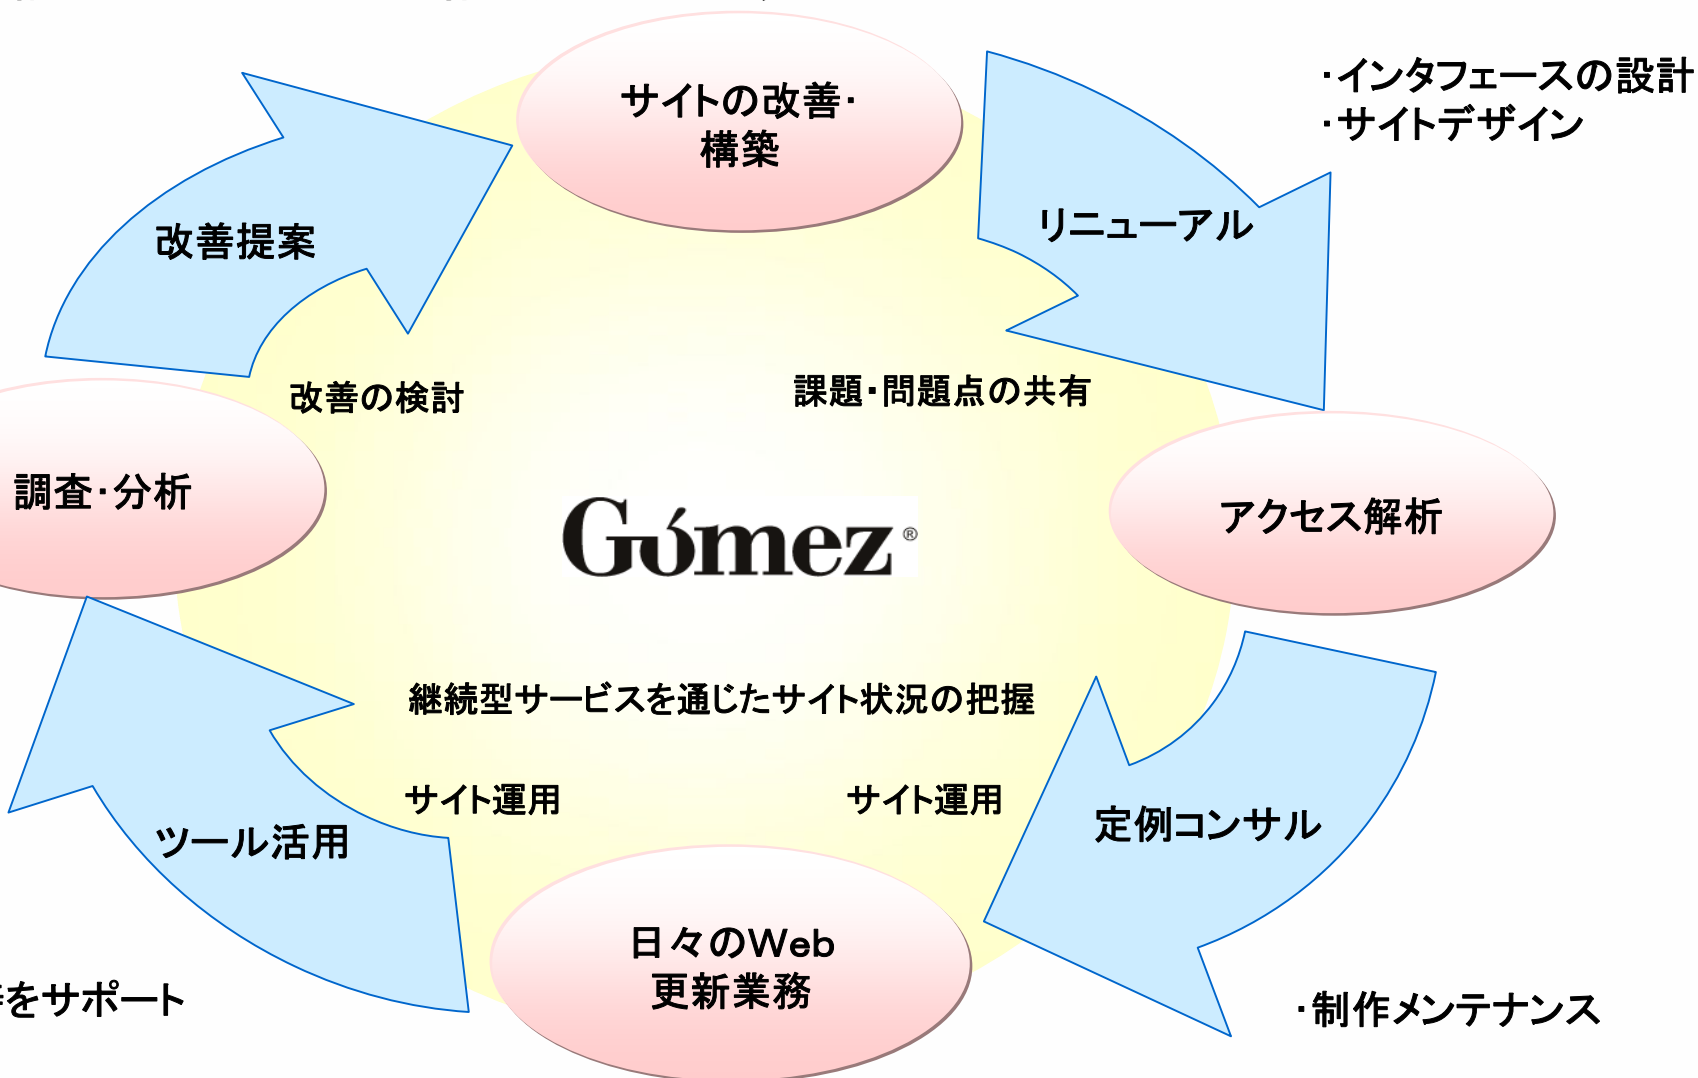 サイトの改善・
構築
・インタフェースの設計
・サイトデザイン
改善提案
リニューアル
改善の検討
課題・問題点の共有
調査・分析
アクセス解析
Gómez®
継続型サービスを通じたサイト状況の把握
サイト運用
サイト運用
ツール活用
定例コンサル
日々のWeb
更新業務
をサポート
・制作メンテナンス